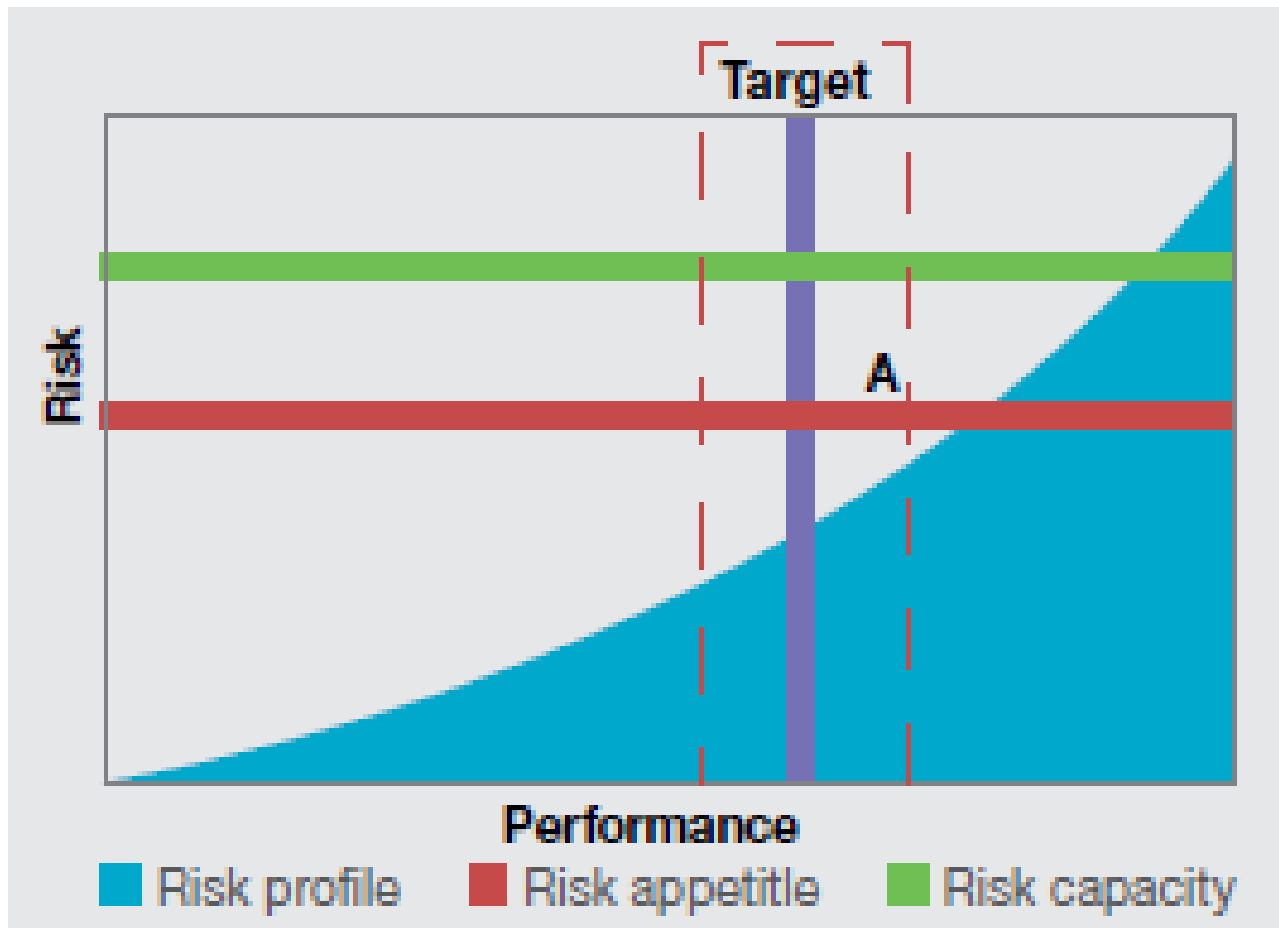 Target
Risk
A
Performance
Risk profile
Risk appetitle
Risk capacity